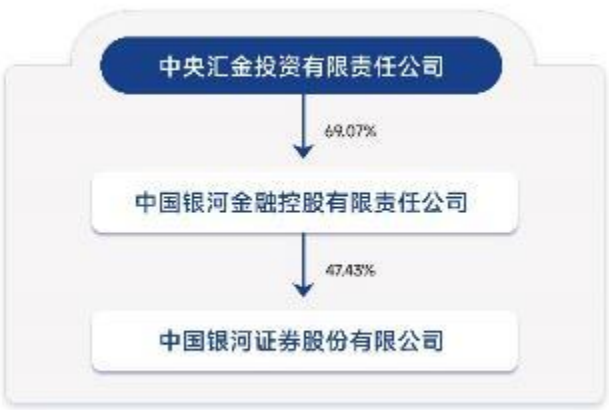 中央汇金投资有限责任公司
69.07%
中国银河金融控股有限责任公司
47.43%
中国银河证券股份有限公司